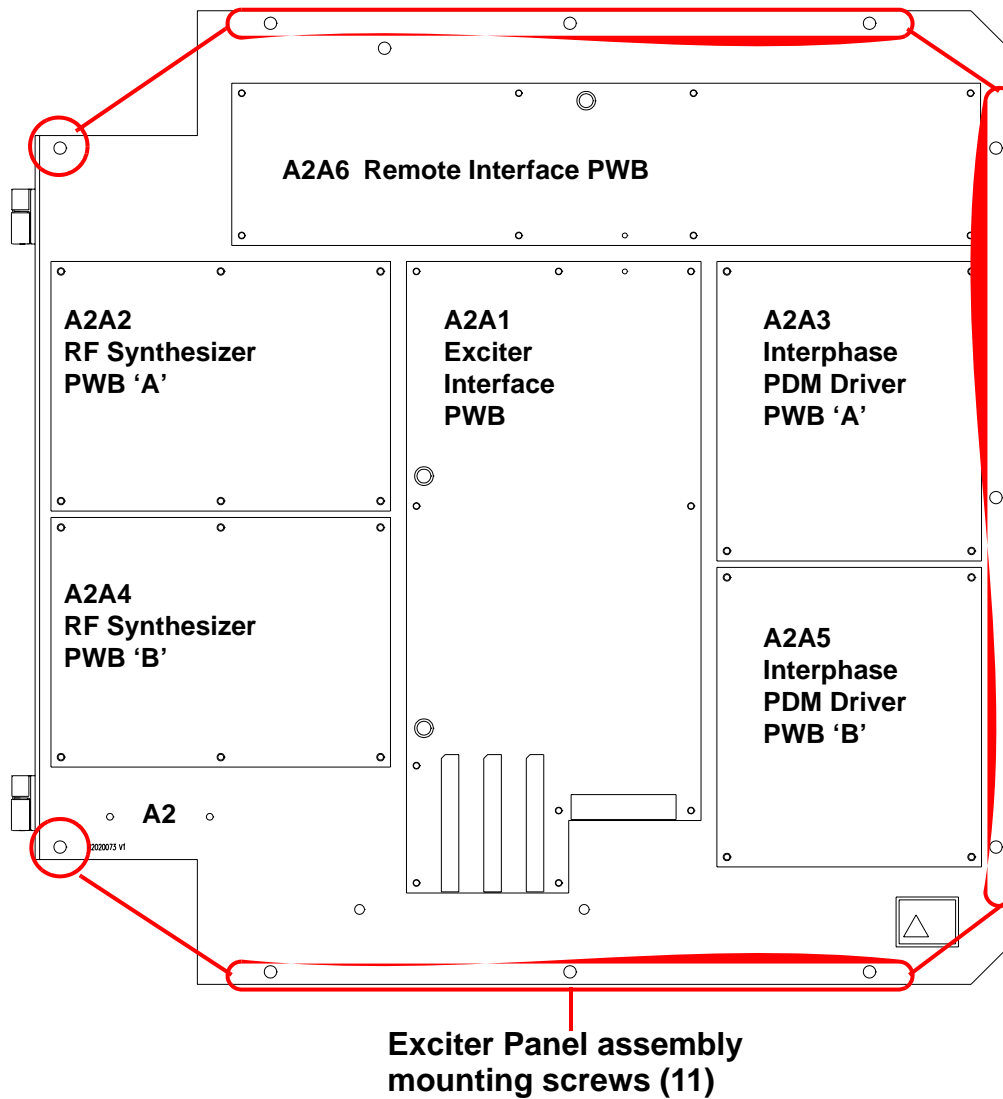 A2A6 Remote Interface PWB
A2A2
RF Synthesizer
PWB ‘A’
A2A1
Exciter
Interface
PWB
A2A3
Interphase
PDM Driver
PWB ‘A’
A2A4
RF Synthesizer
PWB ‘B’
A2A5
Interphase
PDM Driver
PWB ‘B’
A2
2020073 V1
Exciter Panel assembly
mounting screws (11)